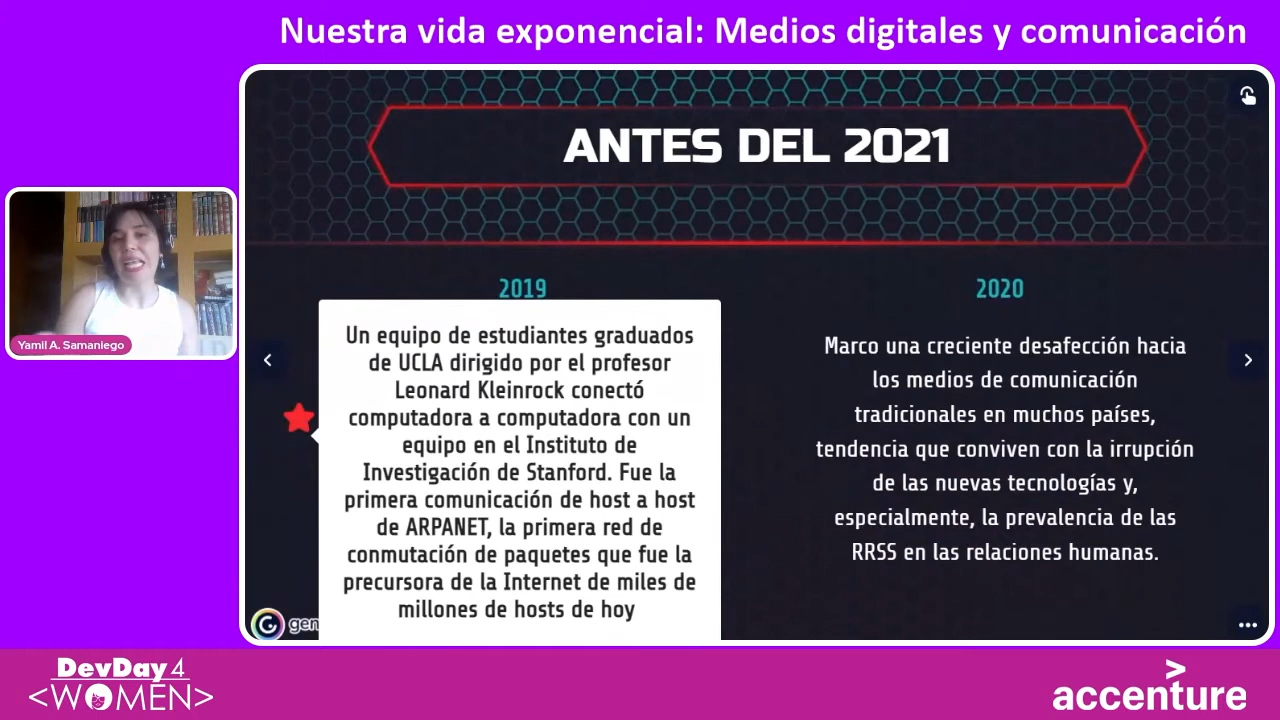 Nuestra vida exponencial: Medios digitales y comunicación
ANTES DEL 2021
2019
Un equipo de estudiantes graduados
de UCLA dirigido por el profesor
Leonard Kleinrock conectó
computadora a computadora con un
equipo en el Instituto de
Investigación de Stanford. Fue la
primera comunicación de host a host
de ARPANET, la primera red de
conmutación de paquetes que fue la
precursora de la Internet de miles de
millones de hosts de hoy
2020
Marco una creciente desafección hacia
los medios de comunicación
tradicionales en muchos países,
tendencia que conviven con la irrupción
de las nuevas tecnologías y,
especialmente, la prevalencia de las
RRSS en las relaciones humanas.
Yamil A. Samaniego
gen
DevDay4
<WOMEN>
accenture